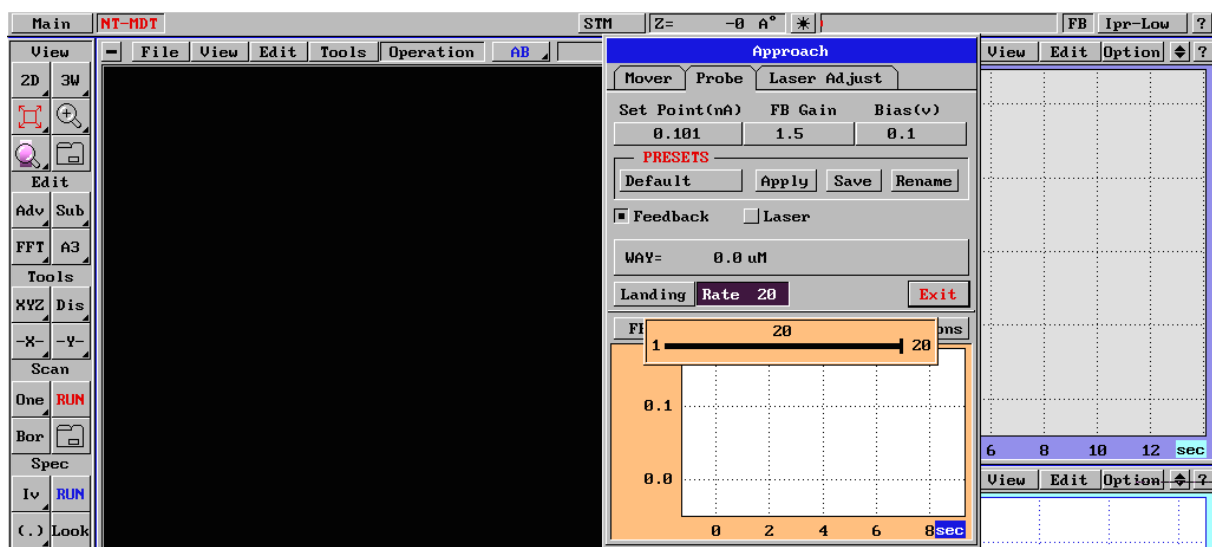 Main NT-MDT STM Z= -0 A° FB Ipr-Low ?
View File View Edit Tools Operation AB Approach View Edit Option ?
2D 3W Mover Probe Laser Adjust
Set Point(nA) FB Gain Bias(v)
0.101 1.5 0.1
PRESETS
Edit Default Apply Save Rename
Adv Sub Feedback Laser
FFT A3 WAY= 0.0 uM
Tools
XYZ Dis Landing Rate 20 Exit
-X- -Y- 20
1 20
Scan
One RUN 0.1
Bor 6 8 10 12 sec
Spec 0.0 View Edit Option ?
Iv RUN
(.) Look 0 2 4 6 8 sec